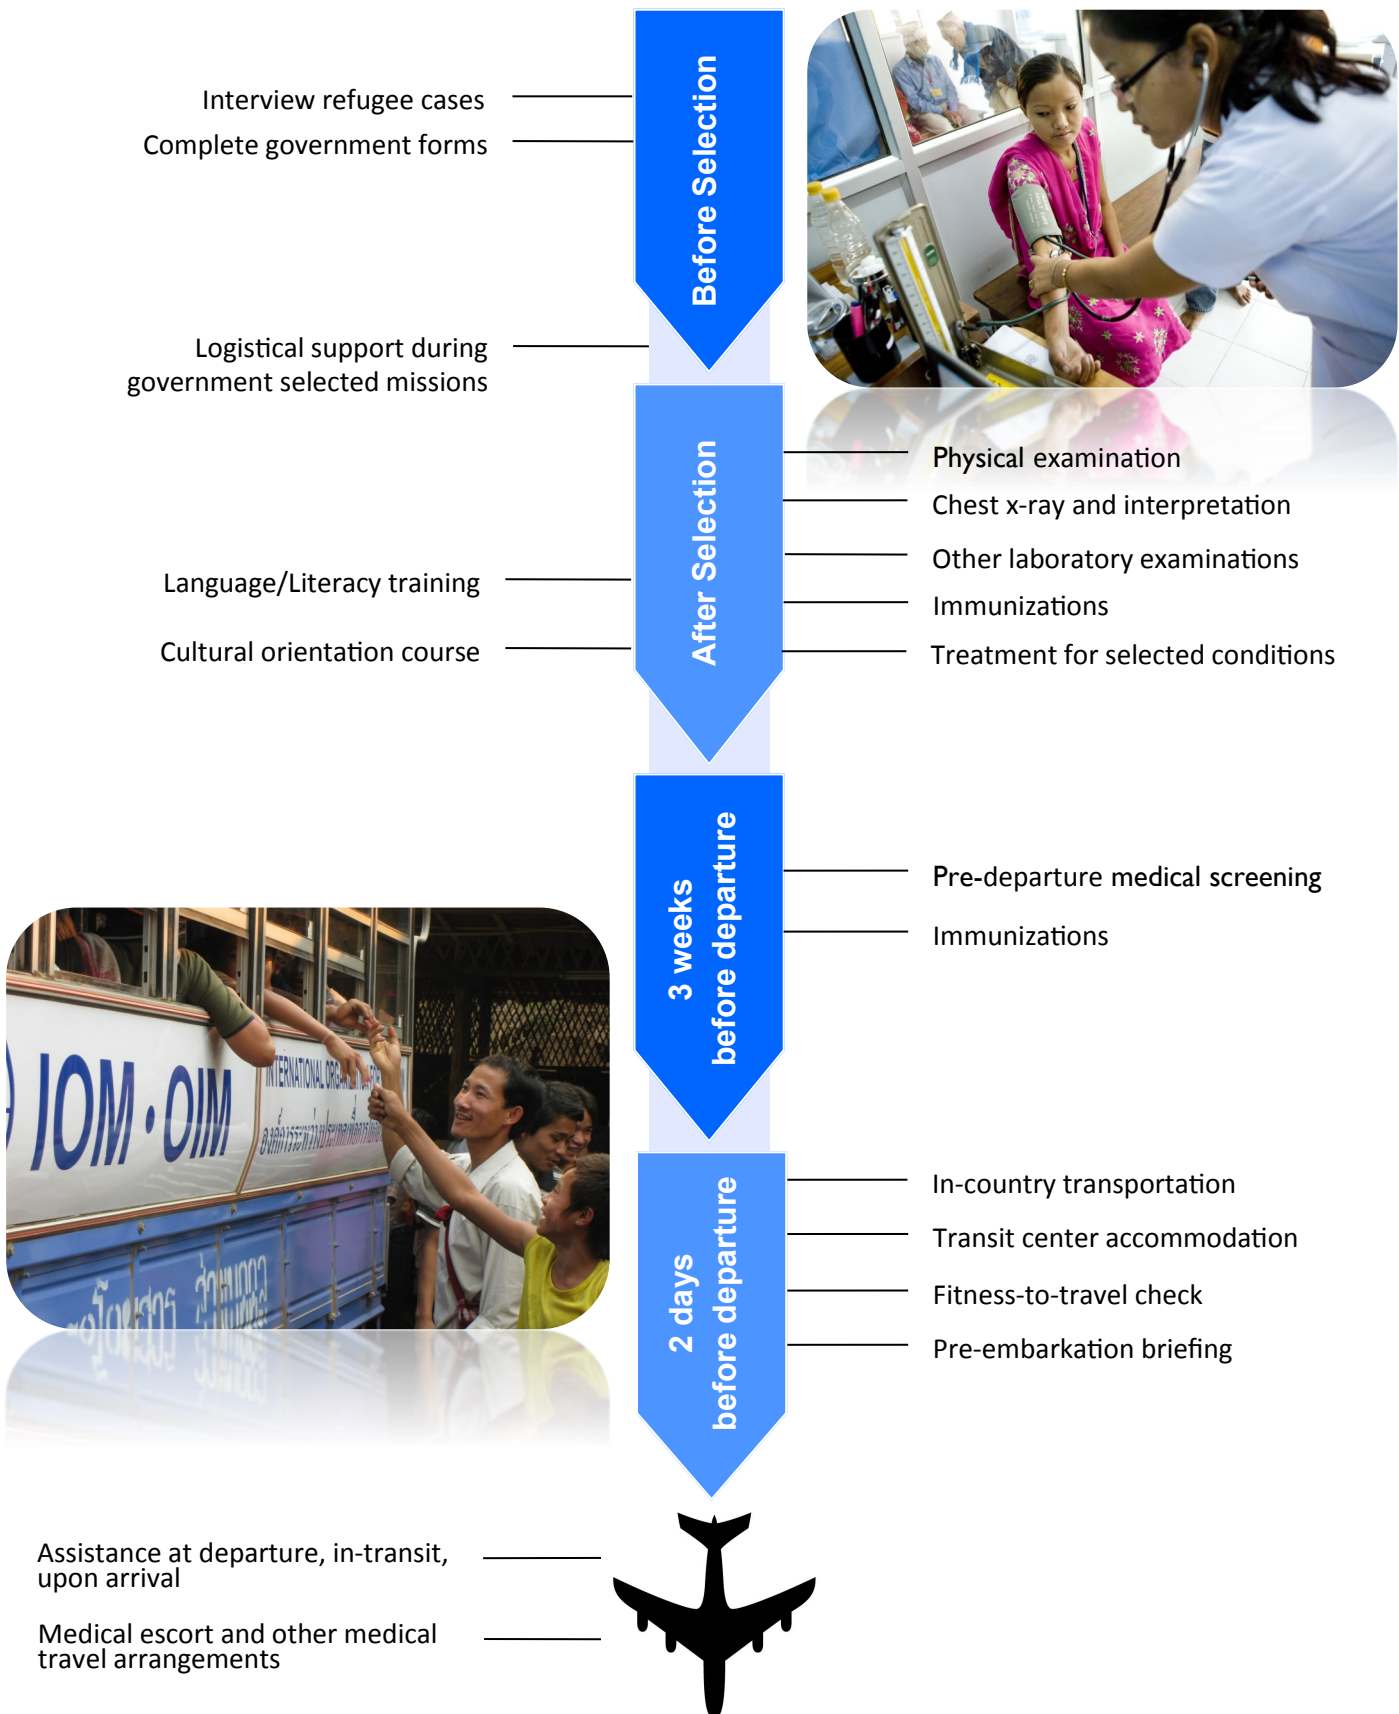 Interview refugee cases
Complete government forms
Before Selection
Logistical support during
government selected missions
After Selection
Physical examination
Chest x-ray and interpretation
Other laboratory examinations
Immunizations
Treatment for selected conditions
Language/Literacy training
Cultural orientation course
3 weeks
before departure
Pre-departure medical screening
Immunizations
IOM • OIM
INTERNATIONAL
2 days
before departure
In-country transportation
Transit center accommodation
Fitness-to-travel check
Pre-embarkation briefing
Assistance at departure, in-transit,
upon arrival
Medical escort and other medical
travel arrangements